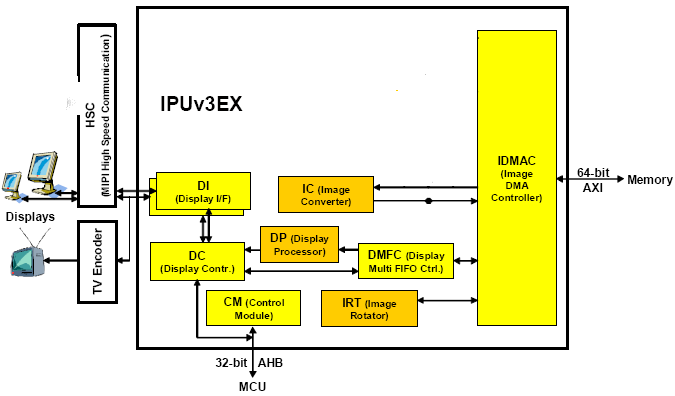 IPUv3EX
HSC
(MIPI High Speed Communication)
Displays
TV Encoder
DI
(Display I/F)
DC
(Display Contr.)
CM (Control
Module)
IC (Image
Converter)
DP (Display
Processor)
DMFC (Display
Multi FIFO Ctrl.)
IRT (Image
Rotator)
IDMAC
(Image
DMA
Controller)
64-bit
AXI
Memory
32-bit AHB
MCU